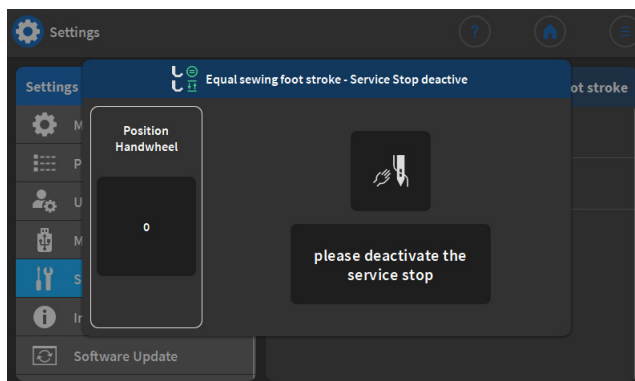 Settings
?
Equal sewing foot stroke - Service Stop deactive
Settings
ot stroke
M
Position
Handwheel
P
U
0
M
please deactivate the
service stop
S
Ir
Software Update